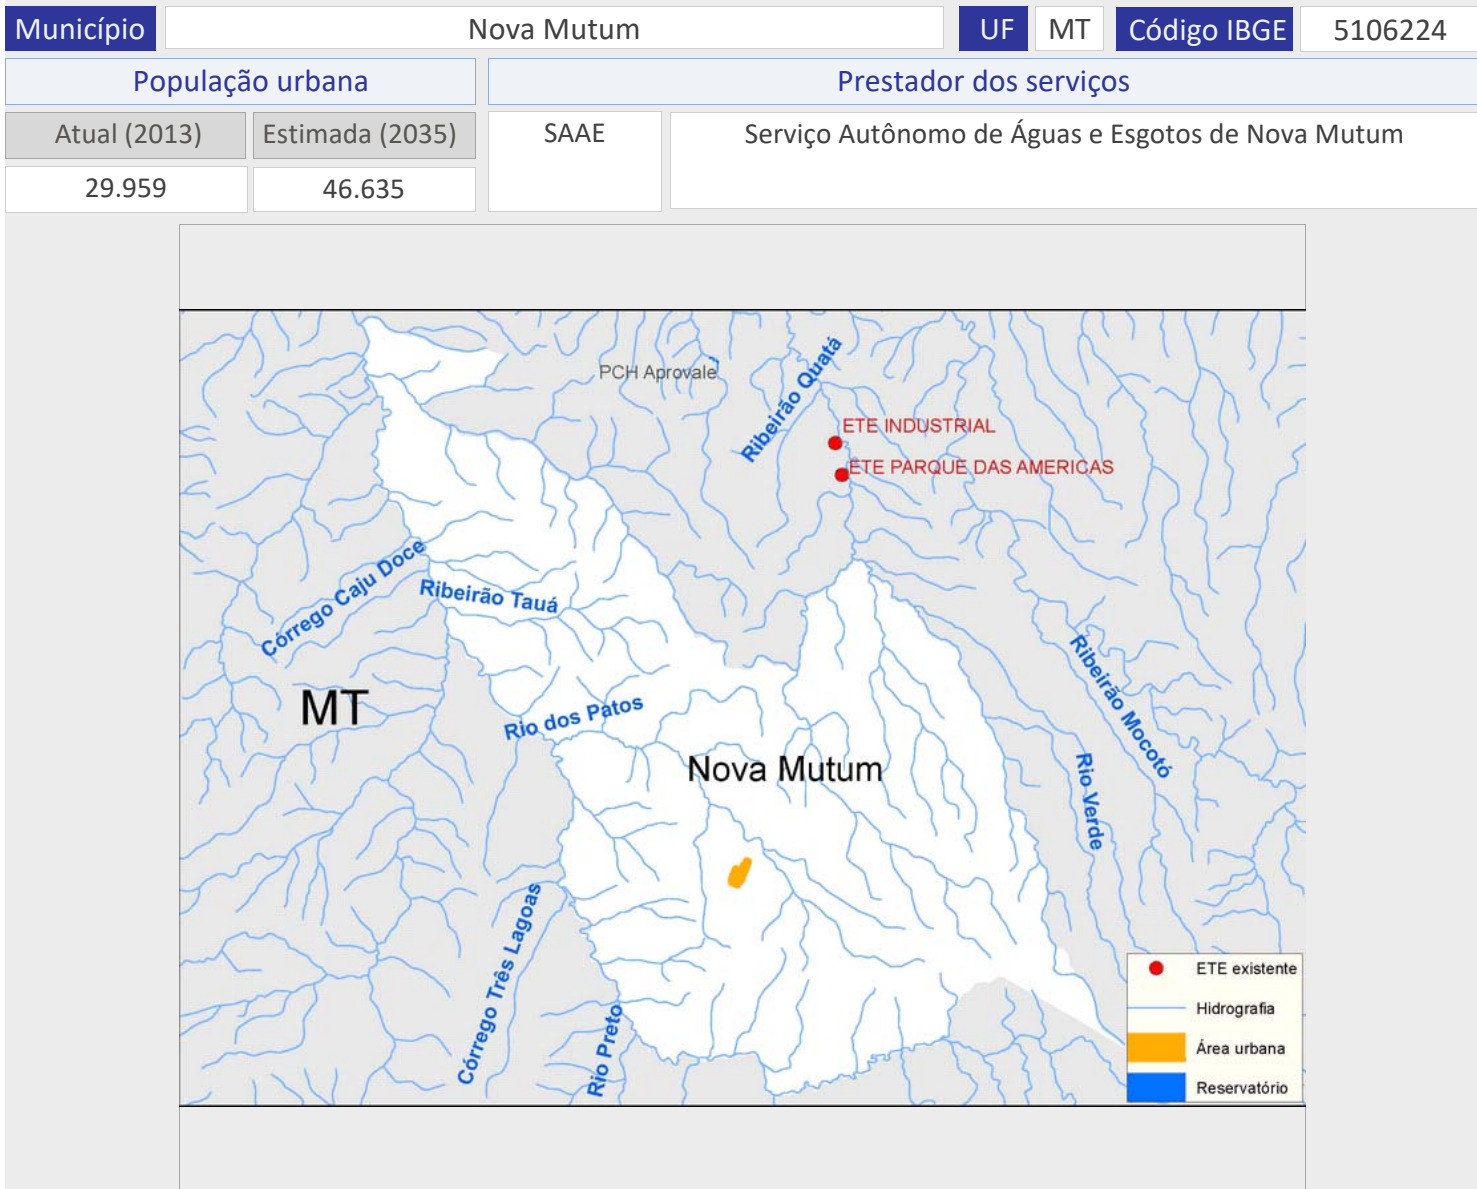 Município Nova Mutum UF MT Código IBGE 5106224
População urbana Prestador dos serviços
Atual (2013) Estimada (2035) SAAE Serviço Autônomo de Águas e Esgotos de Nova Mutum
29.959 46.635
PCH Aprovale
Ribeirão Quatá
ETE INDUSTRIAL
ETE PARQUE DAS AMERICAS
Córrego Caju Doce
Ribeirão Tauá
Ribeirão Mocotó
MT
Rio dos Patos
Nova Mutum
Rio Verde
Córrego Três Lagoas
Rio Preto
ETE existente
Hidrografia
Área urbana
Reservatório